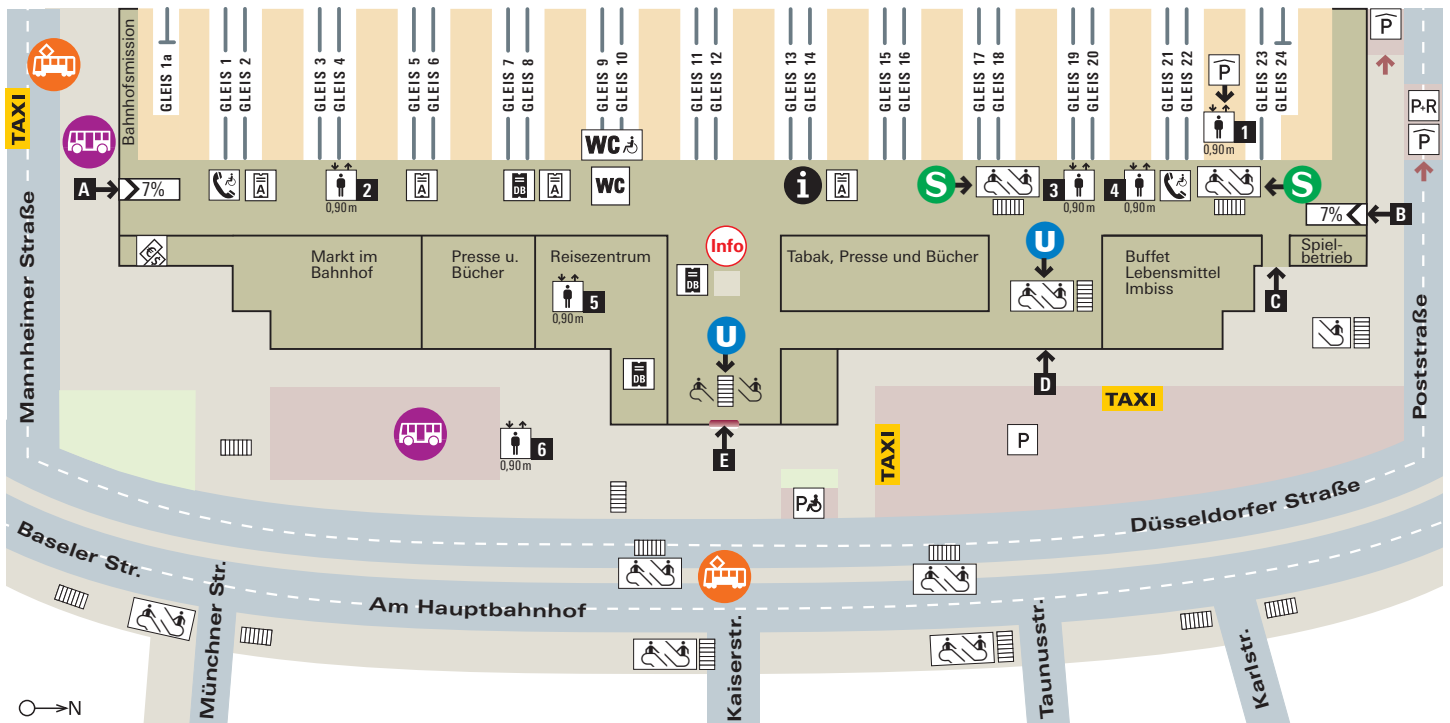 Bahnhofsmission
GLEIS 1a
GLEIS 1
GLEIS 2
GLEIS 3
GLEIS 4
GLEIS 5
GLEIS 6
GLEIS 7
GLEIS 8
GLEIS 9
GLEIS 10
GLEIS 11
GLEIS 12
GLEIS 13
GLEIS 14
GLEIS 15
GLEIS 16
GLEIS 17
GLEIS 18
GLEIS 19
GLEIS 20
GLEIS 21
GLEIS 22
GLEIS 23
GLEIS 24
P
P
P+R
P
TAXI
1
0,90 m
WC
A
7%
A
2
0,90 m
A
DB
A
WC
i
A
S
3
0,90 m
4
0,90 m
S
7%
B
€
$
Markt im
Bahnhof
Presse u.
Bücher
Reisezentrum
5
0,90 m
Info
DB
Tabak, Presse und Bücher
U
Buffet
Lebensmittel
Imbiss
Spiel-
betrieb
C
U
DB
D
E
Mannheimer Straße
Poststraße
TAXI
TAXI
P
6
0,90 m
P
Düsseldorfer Straße
Baseler Str.
Münchner Str.
Am Hauptbahnhof
Kaiserstr.
Taunusstr.
Karlstr.
N